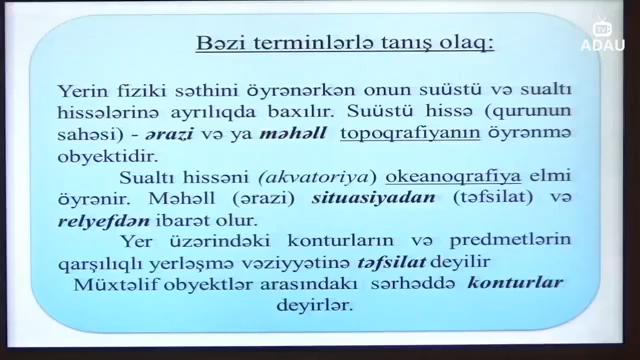 Bəzi terminlərlə tanış olaq:
TV
ADAU
Yerin fiziki səthini öyrənərkən onun suüstü və sualtı
hissələrinə ayrılıqda baxılır. Suüstü hissə (qurunun
sahəsi) - ərazi və ya məhəll topoqrafiyanın öyrənmə
obyektidir.
Sualtı hissəni (akvatoriya) okeanoqrafiya elmi
öyrənir. Məhəll (ərazi) situasiyadan (təfsilat) və
relyefdən ibarət olur.
Yer üzərindəki konturların və predmetlərin
qarşılıqlı yerləşmə vəziyyətinə təfsilat deyilir
Müxtəlif obyektlər arasındakı sərhəddə konturlar
deyirlər.